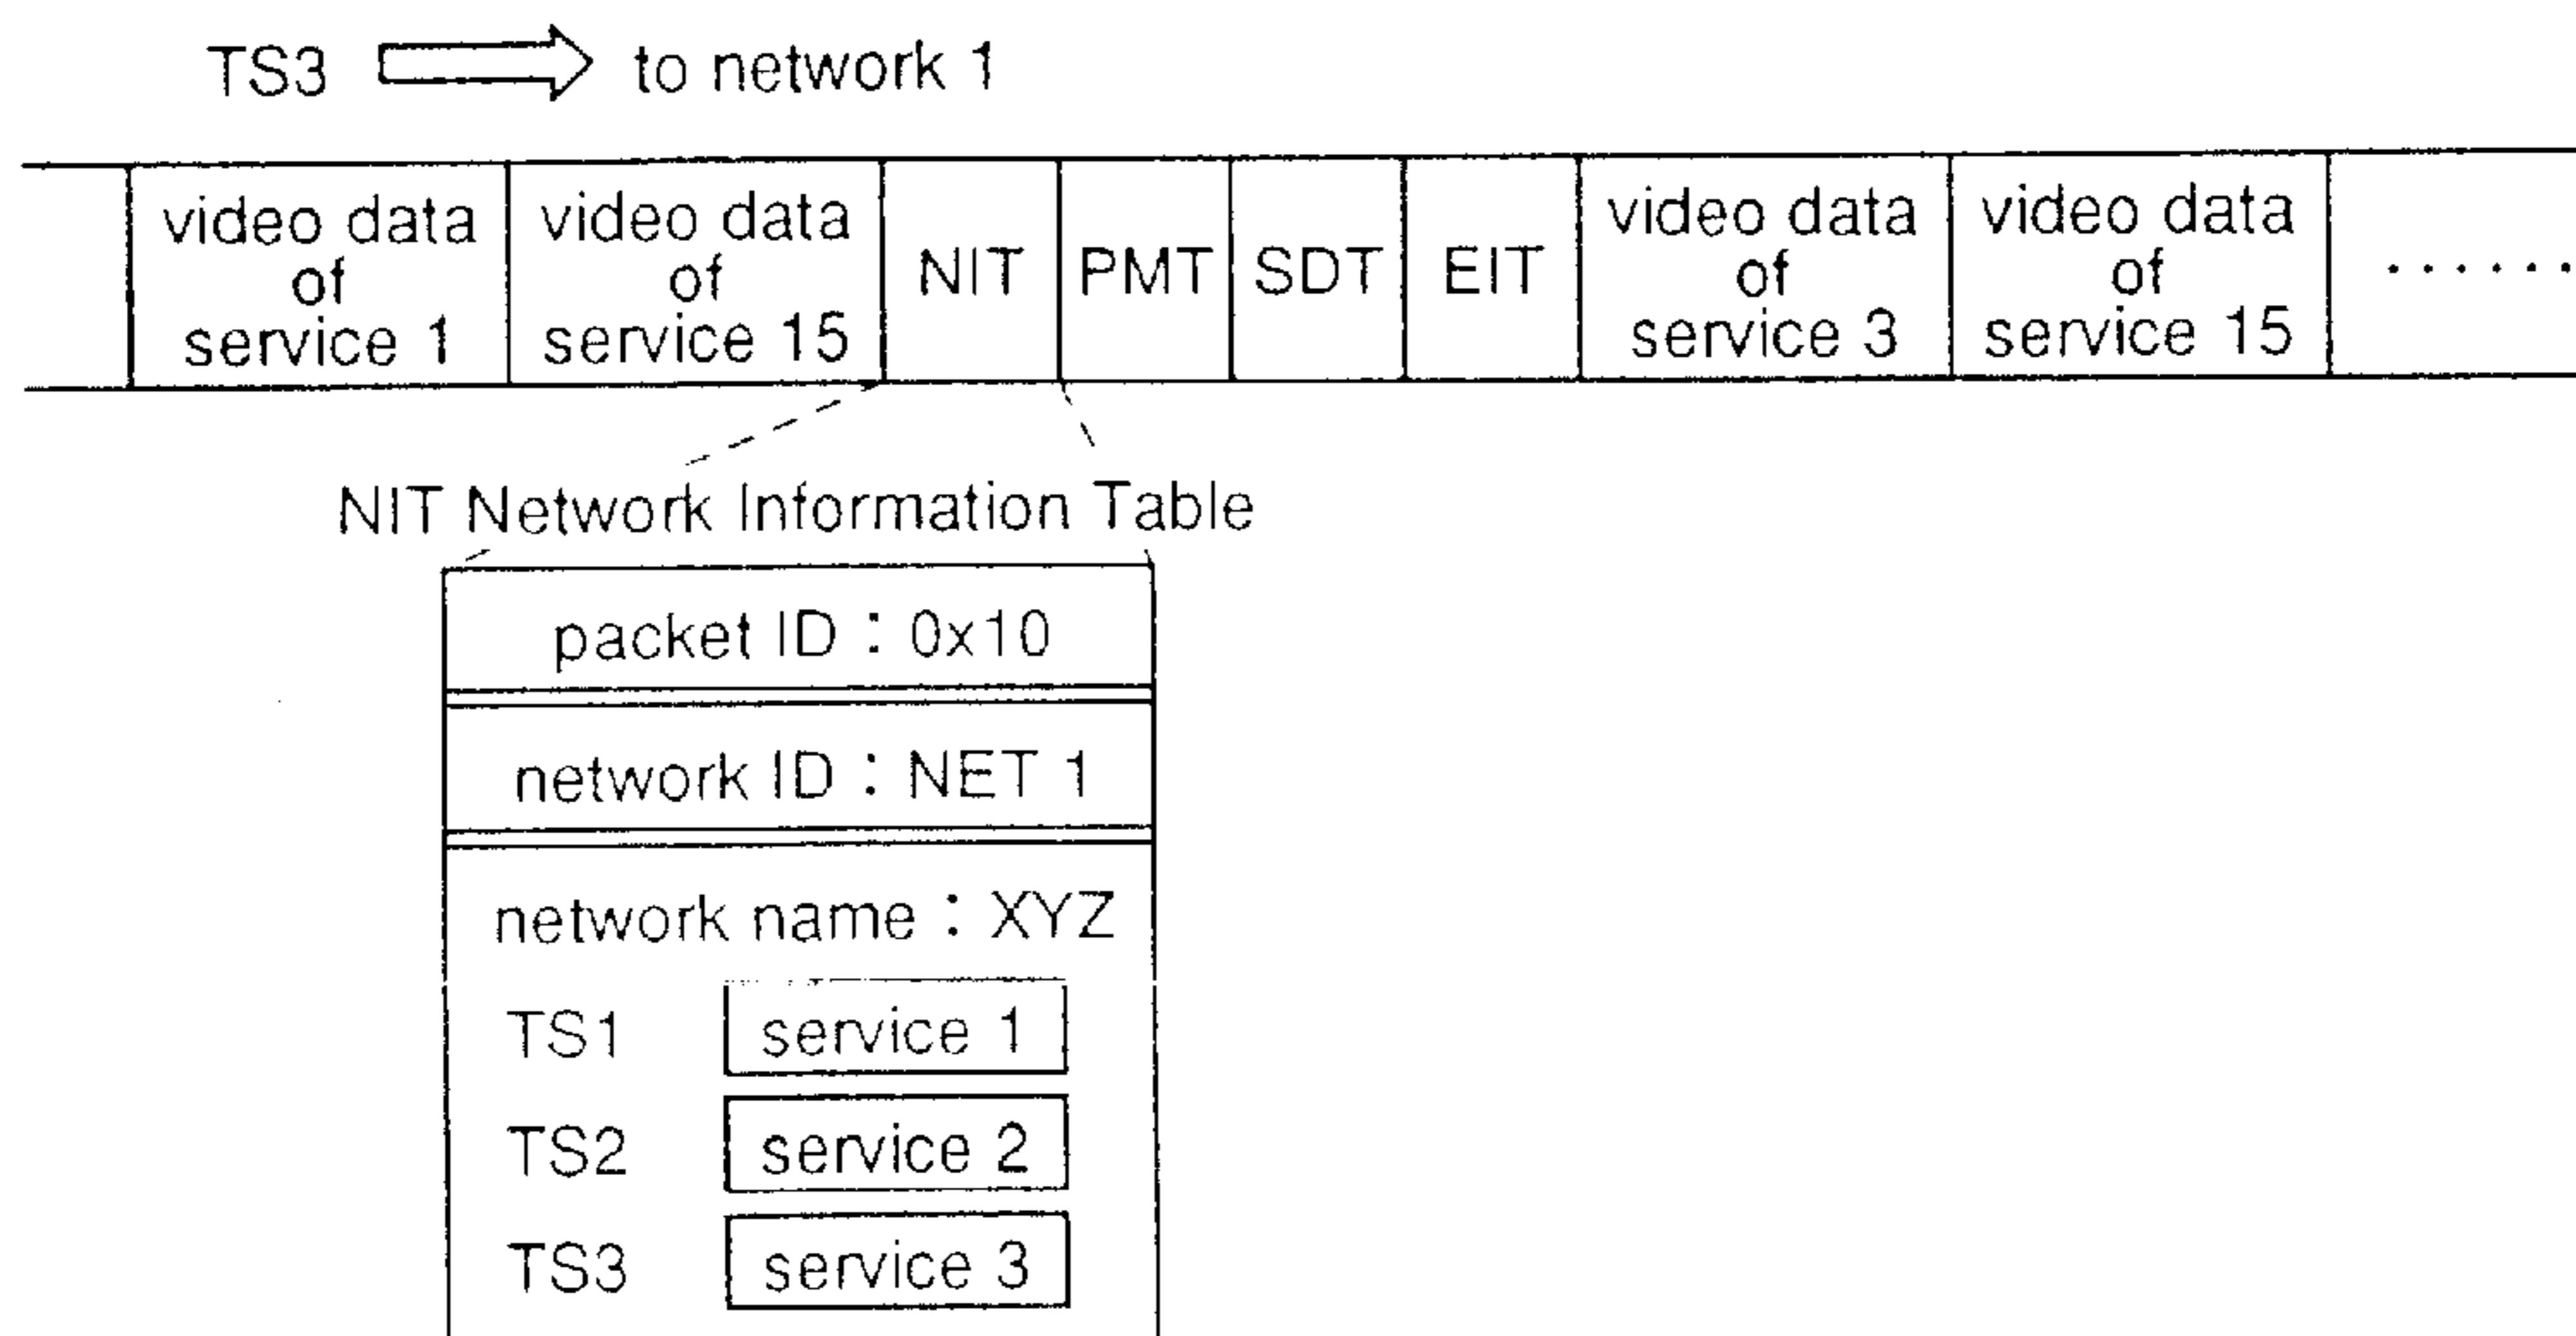 TS3 to network 1
video data of service 1
video data of service 15
NIT
PMT
SDT
EIT
video data of service 3
video data of service 15
......
NIT Network Information Table
packet ID : 0x10
network ID : NET 1
network name : XYZ
TS1 service 1
TS2 service 2
TS3 service 3